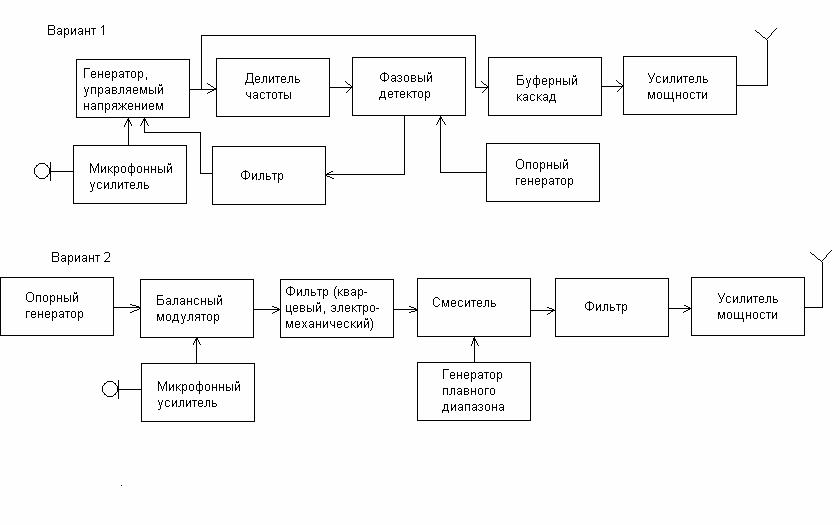 Вариант 1
Генератор,
управляемый
напряжением
Делитель
частоты
Фазовый
детектор
Буферный
каскад
Усилитель
мощности
Микрофонный
усилитель
Фильтр
Опорный
генератор
Вариант 2
Опорный
генератор
Балансный
модулятор
Фильтр (квар-
цевый, электро-
механический)
Смеситель
Фильтр
Усилитель
мощности
Микрофонный
усилитель
Генератор
плавного
диапазона